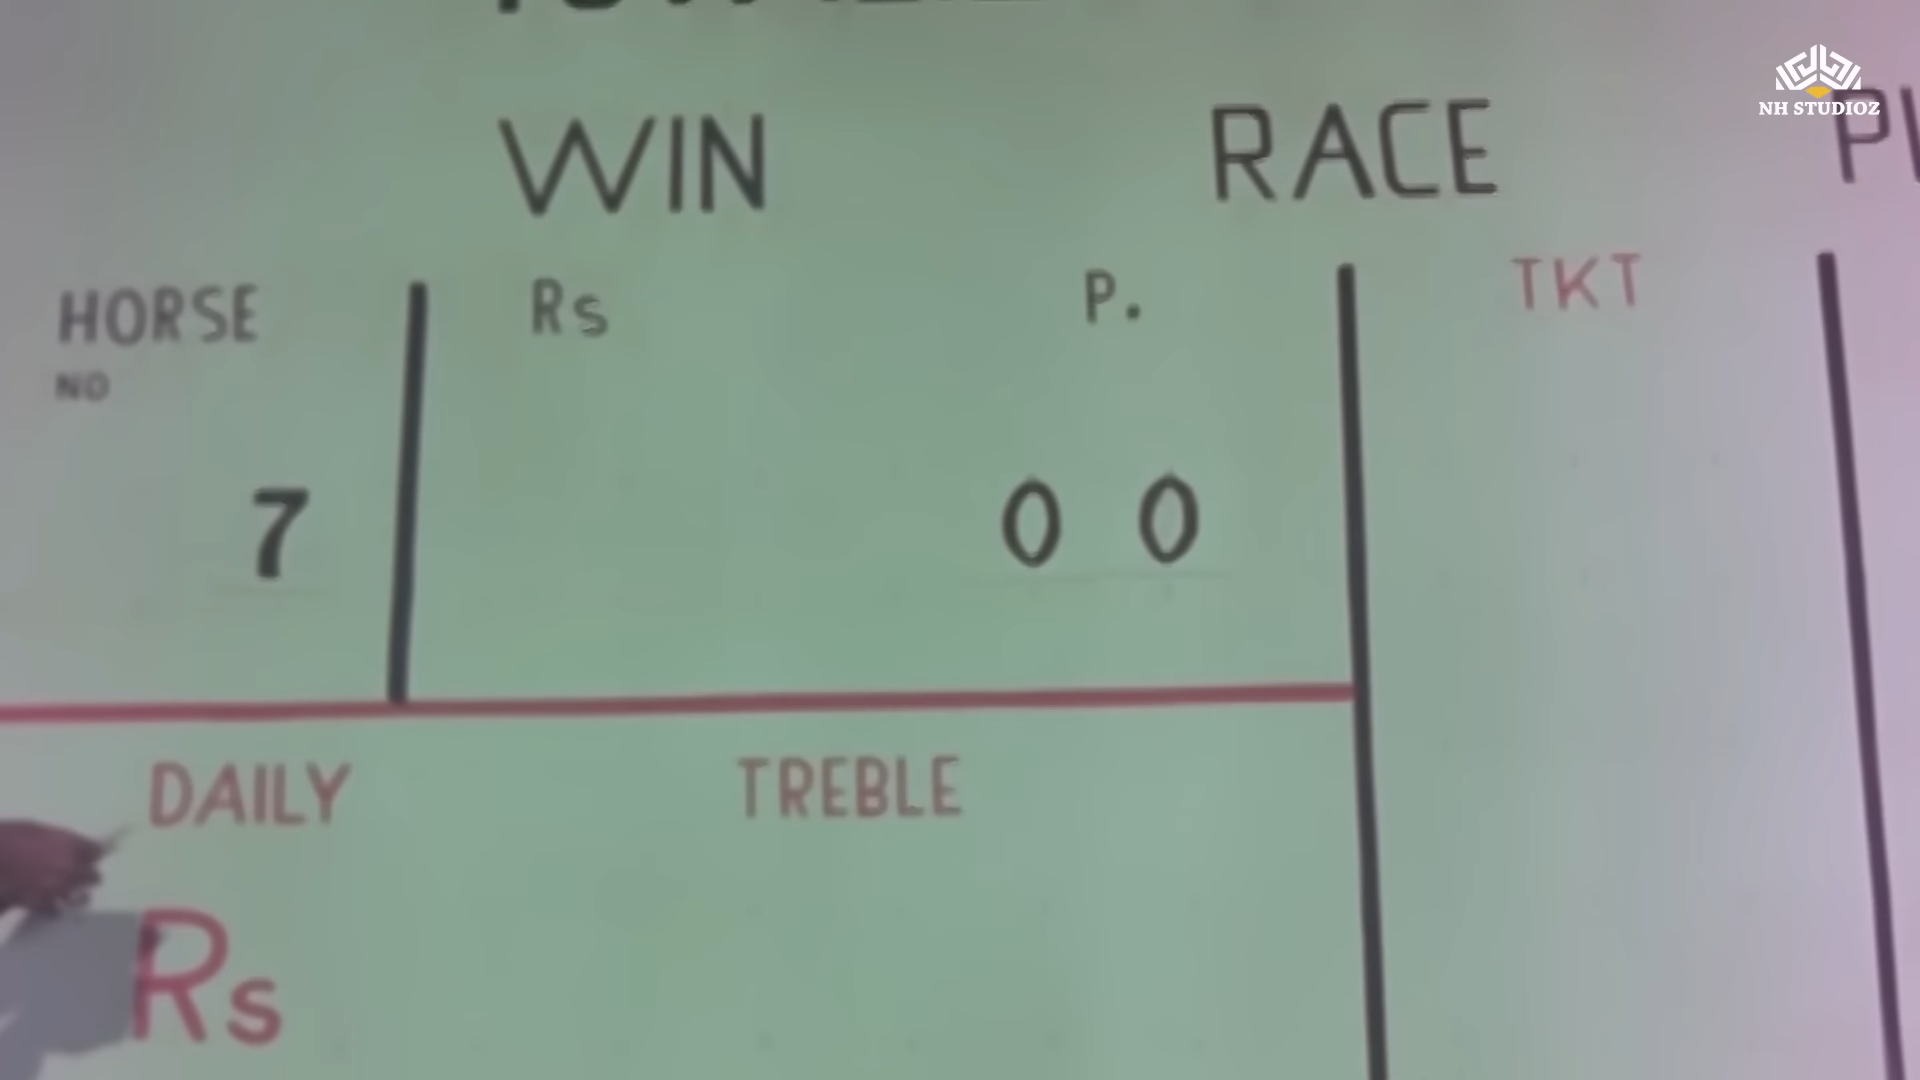 WIN RACE
HORSE Rs P. TKT
NO
7 0 0
DAILY TREBLE
Rs
NH STUDIOZ